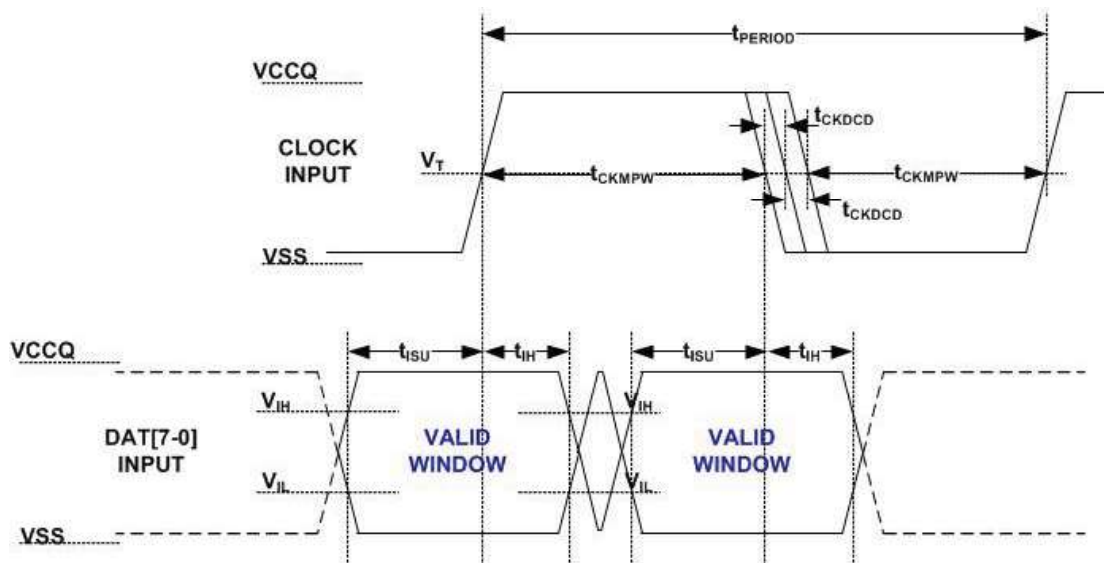 tPERIOD
VCCQ
tCKDCD
CLOCK
INPUT
VT
tCKMPW
tCKMPW
tCKDCD
VSS
VCCQ
tISU
tIH
tISU
tIH
VIH
VIH
DAT[7-0]
INPUT
VALID
WINDOW
VALID
WINDOW
VIL
VIL
VSS